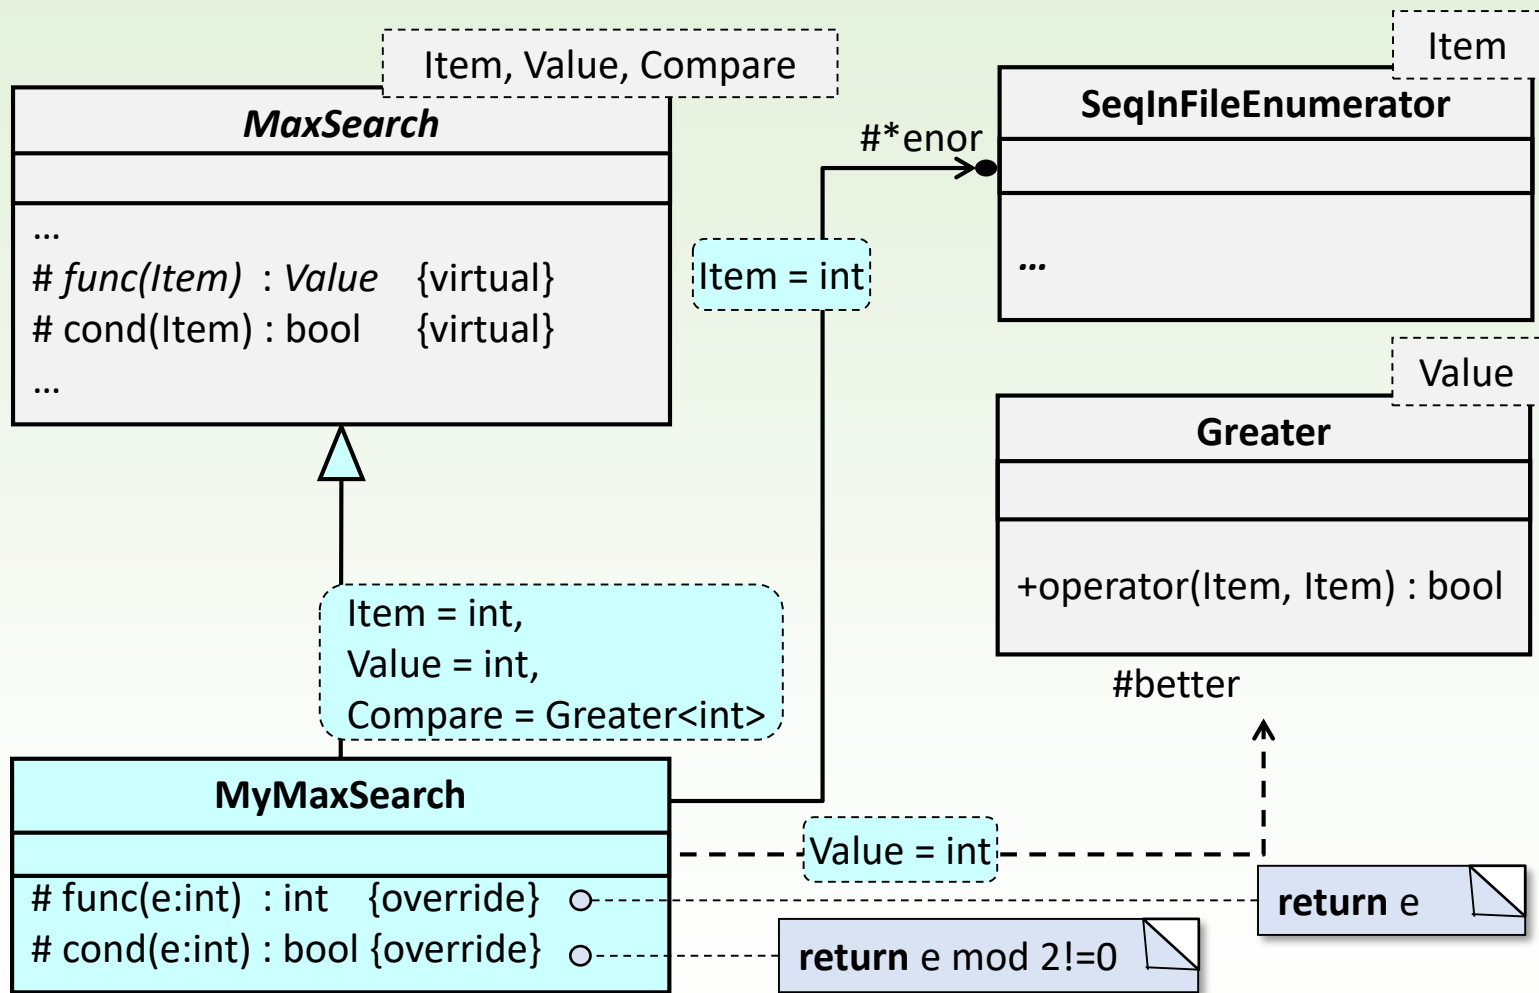 Item, Value, Compare
MaxSearch
...
# func(Item) : Value {virtual}
# cond(Item) : bool {virtual}
...
Item
SeqInFileEnumerator
#*enor
...
Item = int
Value
Greater
+operator(Item, Item) : bool
#better
Item = int,
Value = int,
Compare = Greater<int>
MyMaxSearch
Value = int
# func(e:int) : int {override}
return e
# cond(e:int) : bool {override}
return e mod 2!=0